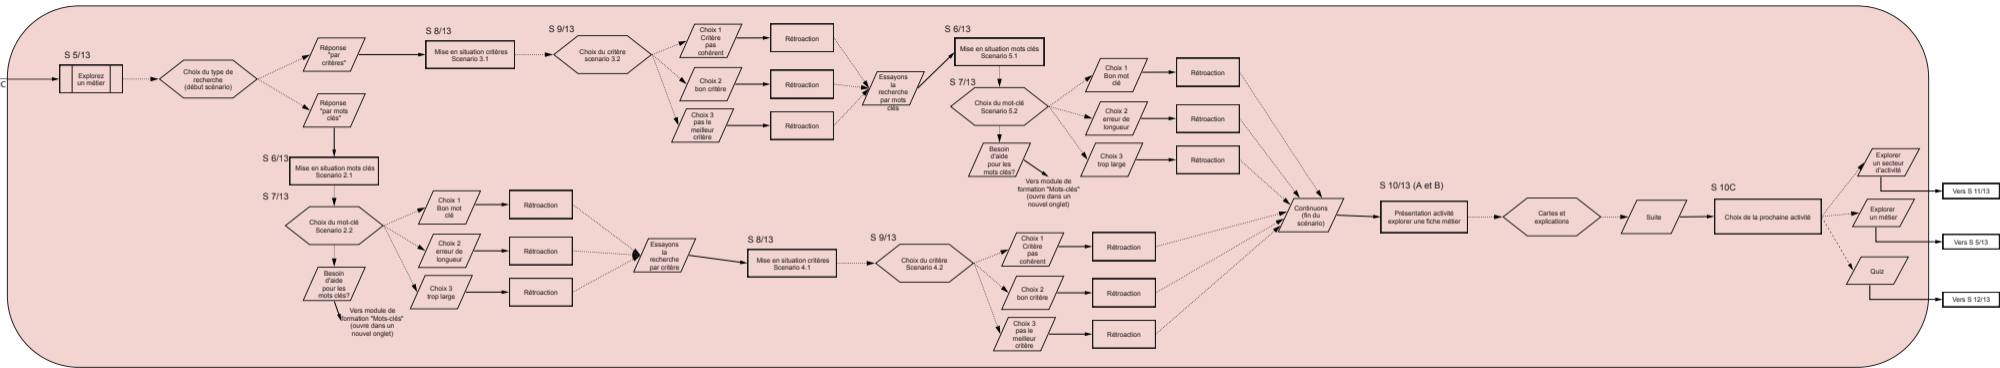 C
S 5/13
Explorez
un métier
Choix du type de
recherche
(début scénario)
Réponse
"par
critères"
Réponse
"par mots
clés"
S 8/13
Mise en situation critères
Scenario 3.1
S 9/13
Choix du critère
scenario 3.2
Choix 1
Critère
pas
cohérent
Rétroaction
Choix 2
bon critère
Rétroaction
Choix 3
pas le
meilleur
critère
Rétroaction
Essayons
la
recherche
par mots
clés
S 6/13
Mise en situation mots clés
Scenario 5.1
S 7/13
Choix du mot-clé
Scenario 5.2
Besoin
d'aide
pour les
mots clés?
Vers module de
formation "Mots-clés"
(ouvre dans un
nouvel onglet)
Choix 1
Bon mot
clé
Rétroaction
Choix 2
erreur de
longueur
Rétroaction
Choix 3
trop large
Rétroaction
S 6/13
Mise en situation mots clés
Scenario 2.1
S 7/13
Choix du mot-clé
Scenario 2.2
Besoin
d'aide
pour les
mots clés?
Vers module de
formation "Mots-clés"
(ouvre dans un
nouvel onglet)
Choix 1
Bon mot
clé
Rétroaction
Choix 2
erreur de
longueur
Rétroaction
Choix 3
trop large
Rétroaction
Essayons
la
recherche
par critère
S 8/13
Mise en situation critères
Scenario 4.1
S 9/13
Choix du critère
Scenario 4.2
Choix 1
Critère
pas
cohérent
Rétroaction
Choix 2
bon critère
Rétroaction
Choix 3
pas le
meilleur
critère
Rétroaction
Continuons
(fin du
scénario)
S 10/13 (A et B)
Présentation activité
explorer une fiche métier
Cartes et
explications
Suite
S 10C
Choix de la prochaine activité
Explorer
un secteur
d'activité
Vers S 11/13
Explorer
un métier
Vers S 5/13
Quiz
Vers S 12/13